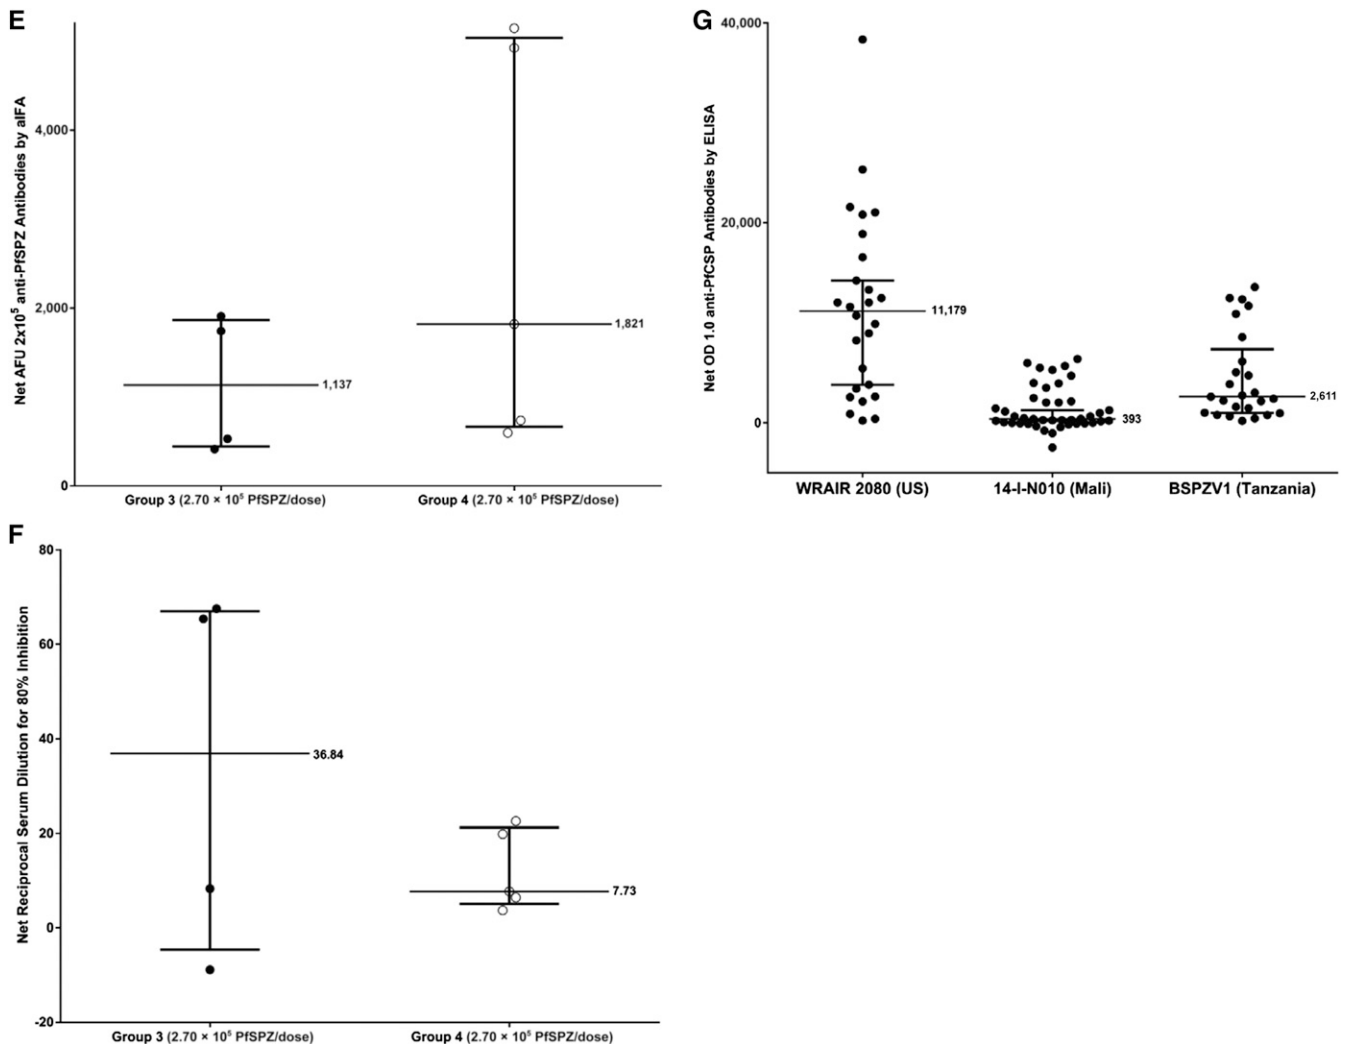 E
Net AFU 2x10⁵ anti-PfSPZ Antibodies by aIFA
4,000
2,000
0
1,137
1,821
Group 3 (2.70 × 10⁵ PfSPZ/dose)
Group 4 (2.70 × 10⁵ PfSPZ/dose)
G
Net OD 1.0 anti-PfCSP Antibodies by ELISA
40,000
20,000
0
11,179
393
2,611
WRAIR 2080 (US)
14-I-N010 (Mali)
BSPZV1 (Tanzania)
F
Net Reciprocal Serum Dilution for 80% Inhibition
80
60
40
20
0
-20
36.84
7.73
Group 3 (2.70 × 10⁵ PfSPZ/dose)
Group 4 (2.70 × 10⁵ PfSPZ/dose)